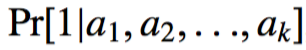 Pr[1|a₁, a₂, . . . , aₖ]